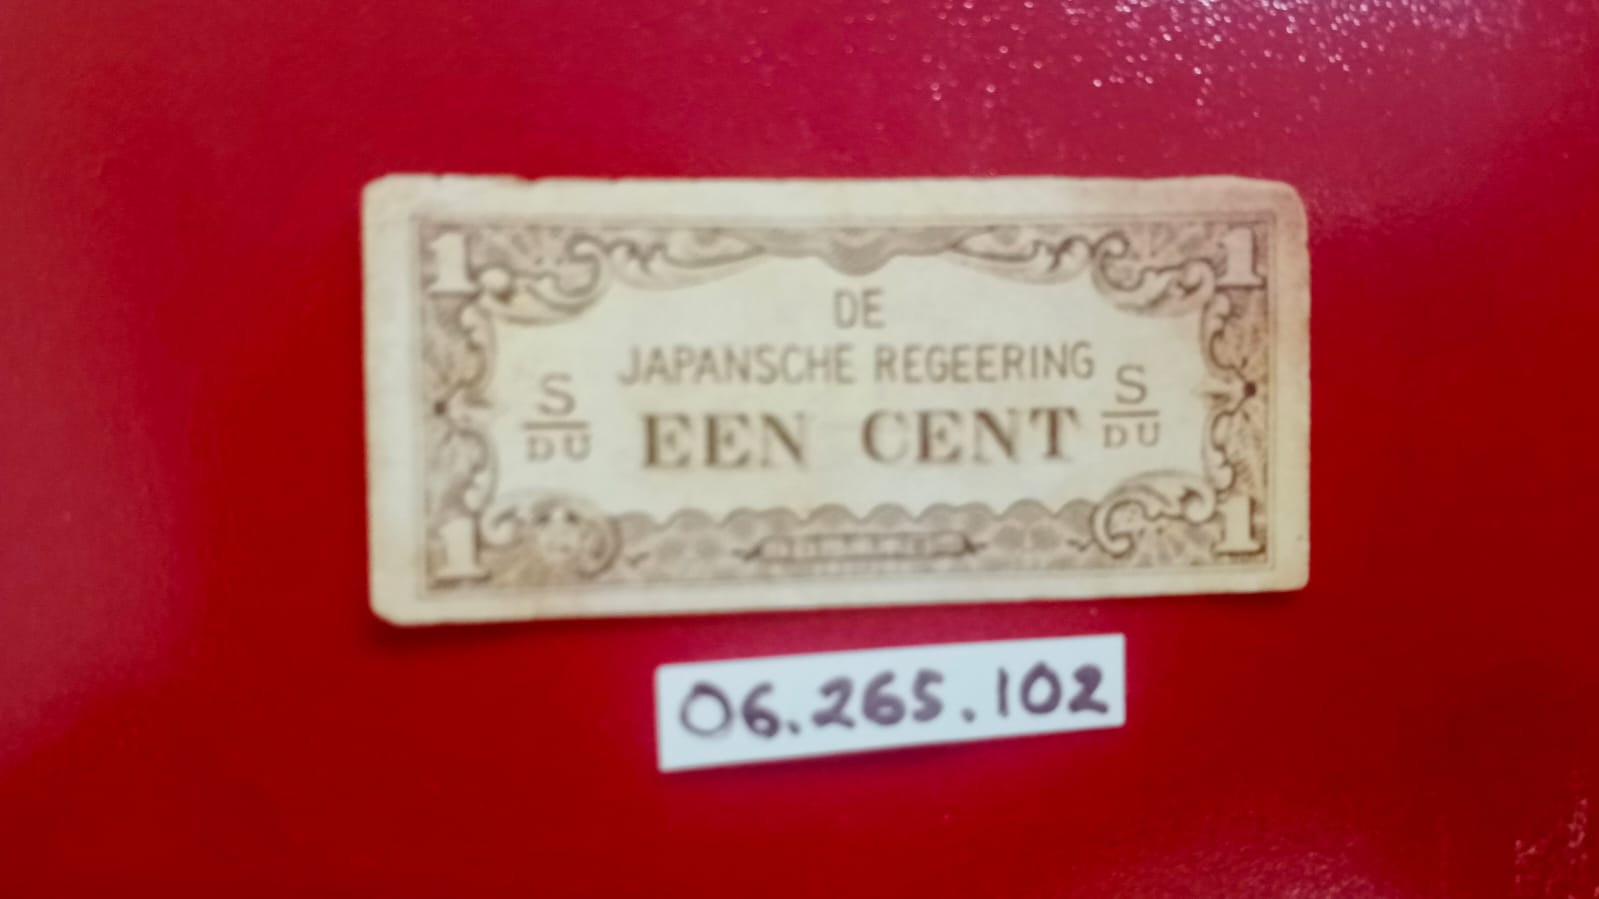 1 1
DE
JAPANSCHE REGEERING
S/DU EEN CENT S/DU
1 1
06.265.102